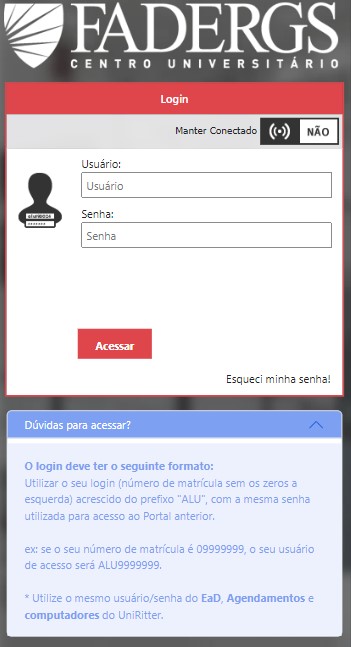 FADERGS
CENTRO UNIVERSITÁRIO
Login
Manter Conectado NÃO
Usuário:
Usuário
Senha:
Senha
Acessar
Esqueci minha senha!
Dúvidas para acessar?
O login deve ter o seguinte formato:
Utilizar o seu login (número de matrícula sem os zeros a
esquerda) acrescido do prefixo "ALU", com a mesma senha
utilizada para acesso ao Portal anterior.
ex: se o seu número de matrícula é 09999999, o seu usuário
de acesso será ALU9999999.
* Utilize o mesmo usuário/senha do EaD, Agendamentos e
computadores do UniRitter.